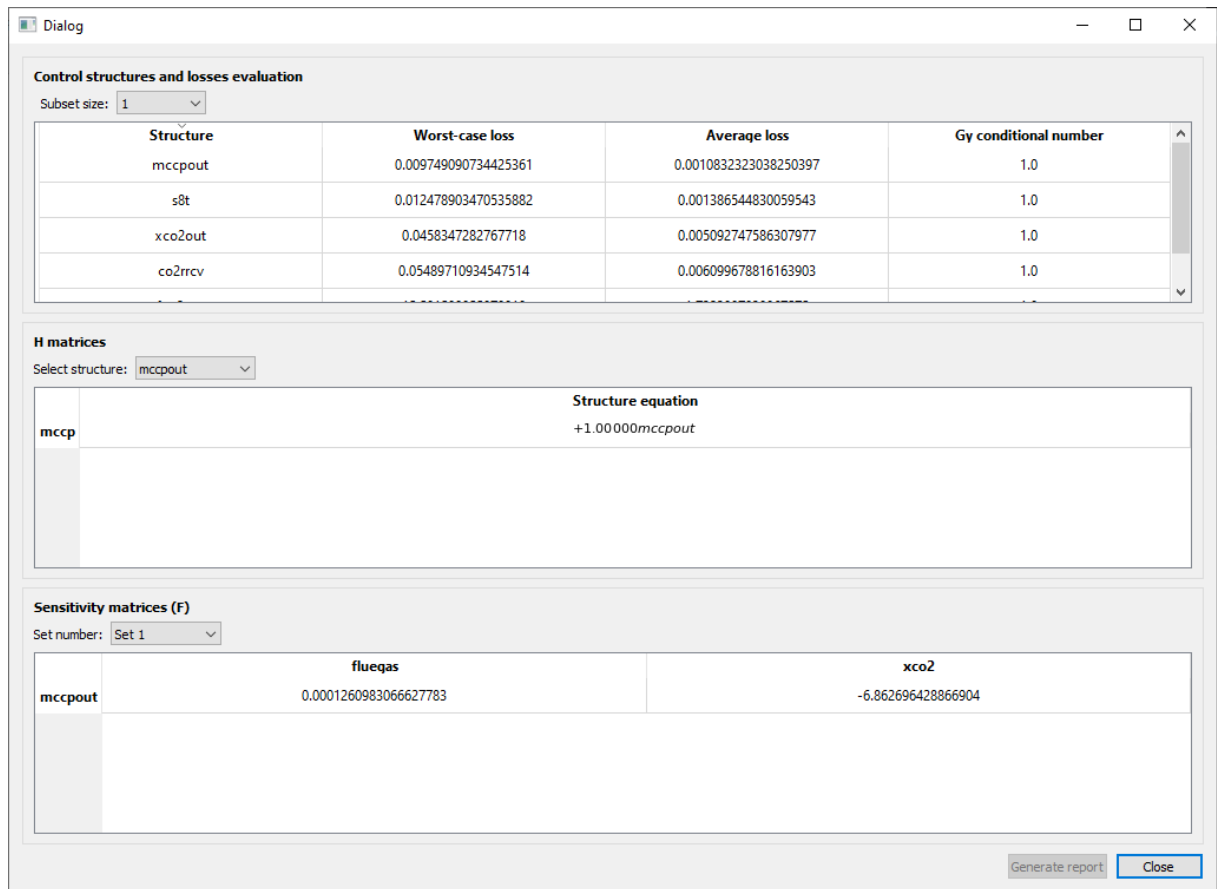 Dialog
Control structures and losses evaluation
Subset size: 1
Structure Worst-case loss Average loss Gy conditional number
mccpout 0.009749090734425361 0.0010832323038250397 1.0
s8t 0.012478903470535882 0.001386544830059543 1.0
xco2out 0.0458347282767718 0.005092747586307977 1.0
co2rrcv 0.05489710934547514 0.006099678816163903 1.0
H matrices
Select structure: mccpout
Structure equation
mccp +1.00000mccpout
Sensitivity matrices (F)
Set number: Set 1
fluegas xco2
mccpout 0.0001260983066627783 -6.862696428866904
Generate report Close